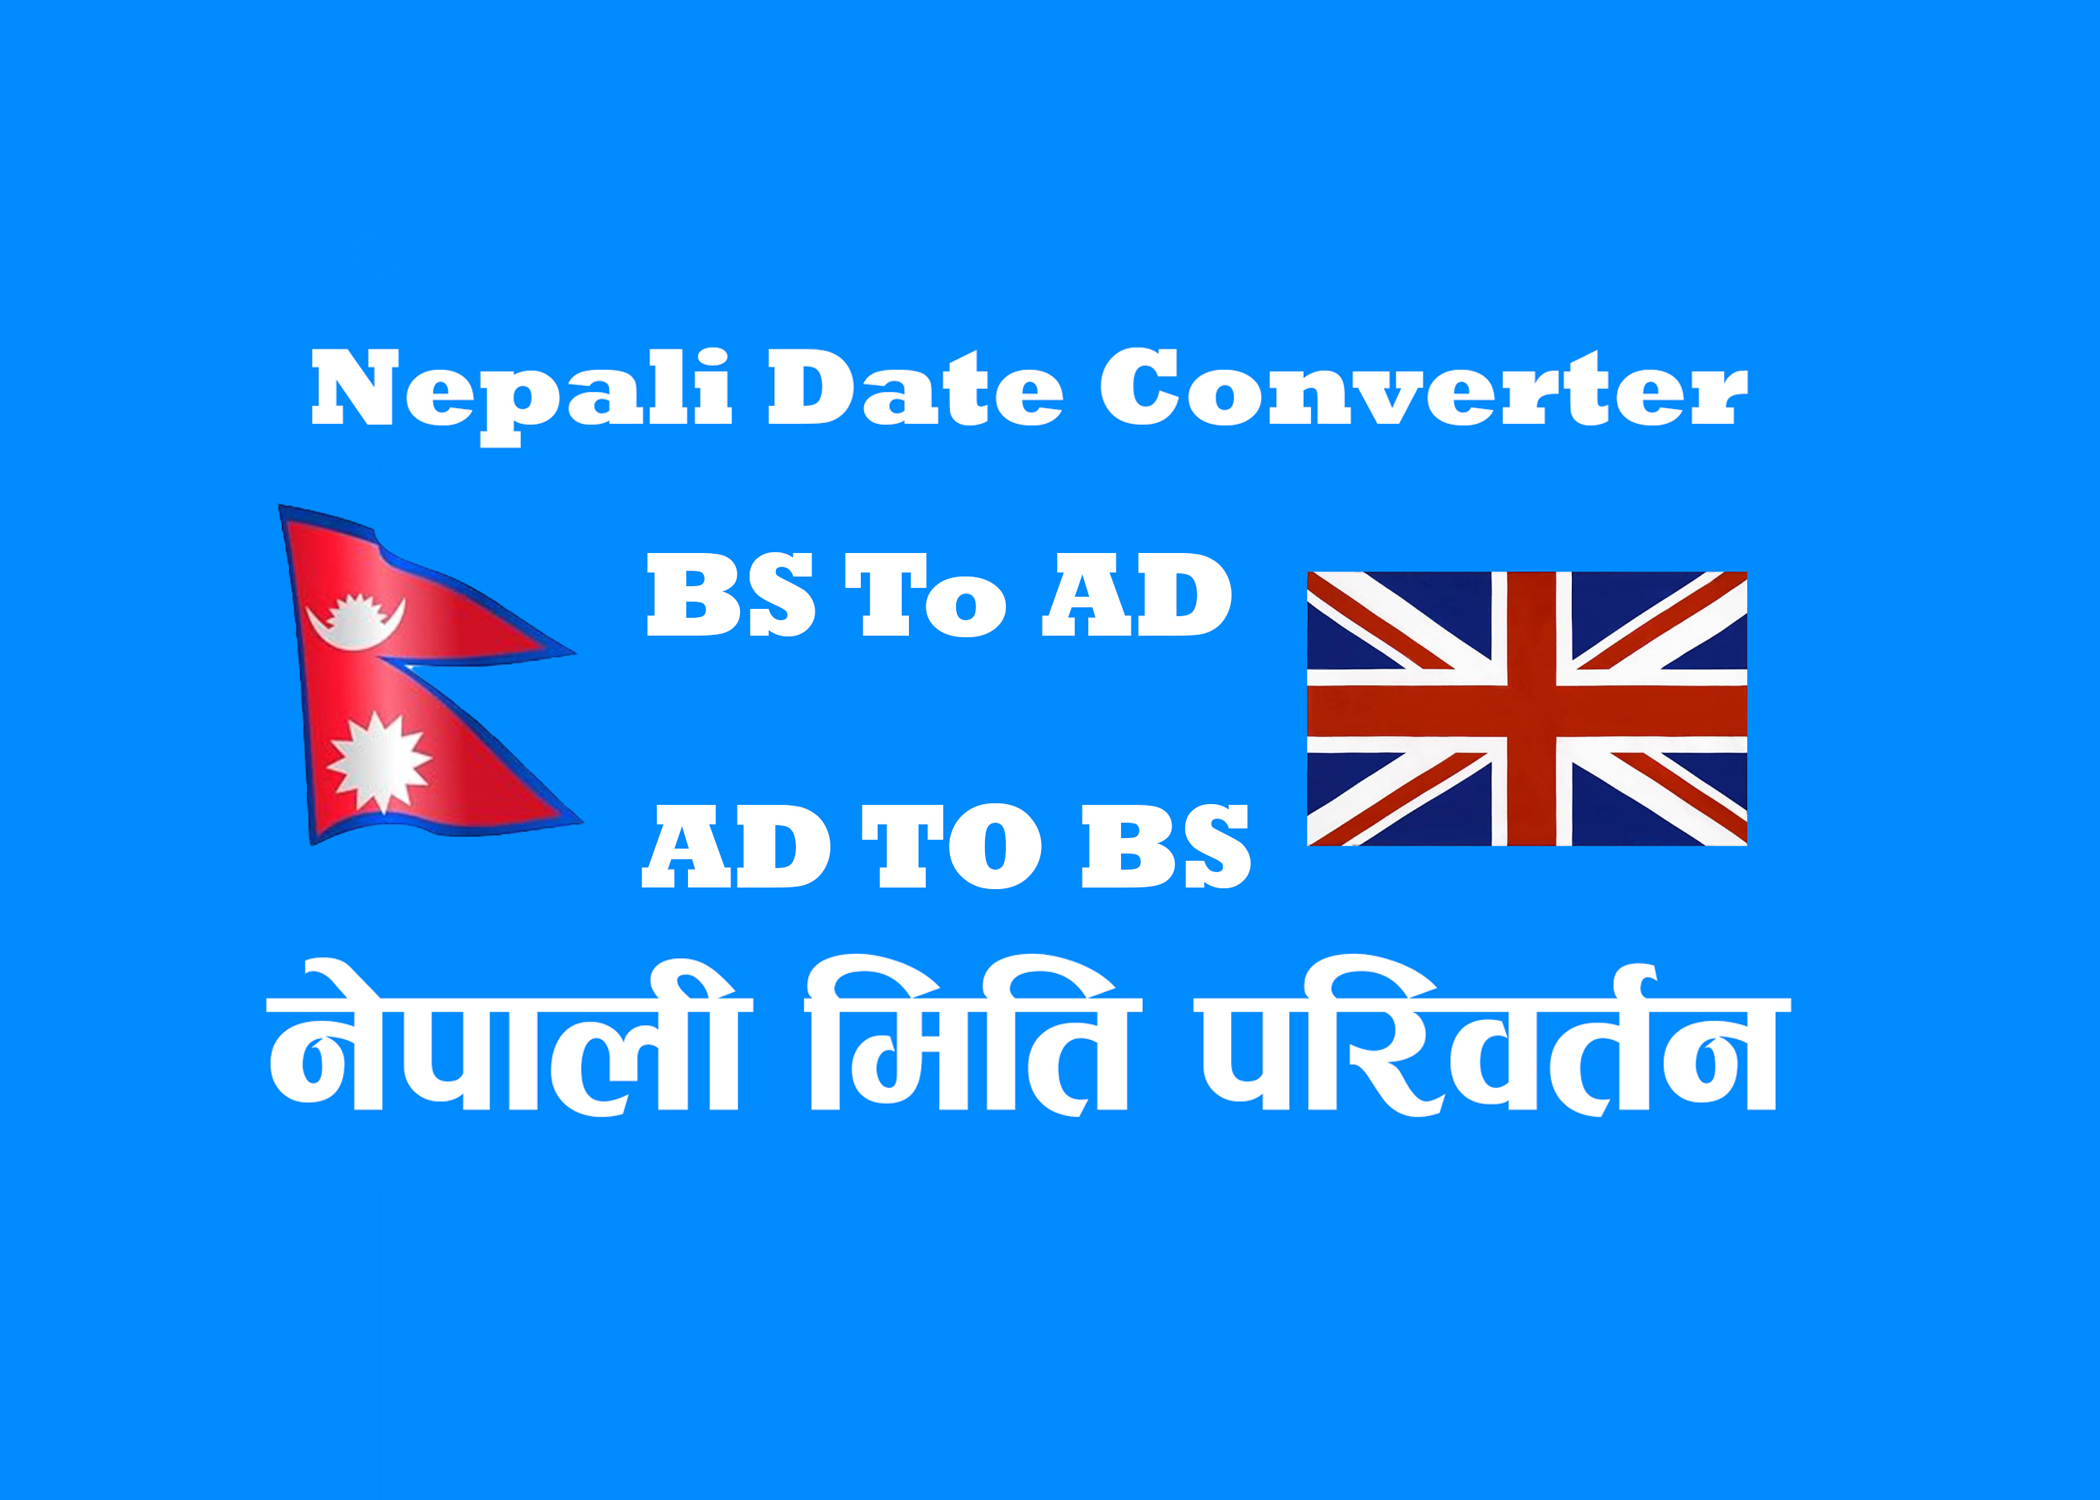 Nepali Date Converter
BS To AD
AD TO BS
नेपाली मिति परिवर्तन